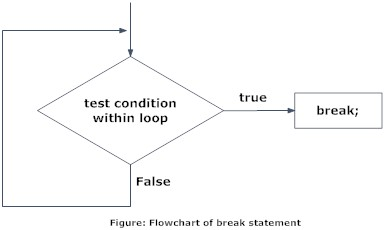 test condition
within loop
true
break;
False
Figure: Flowchart of break statement